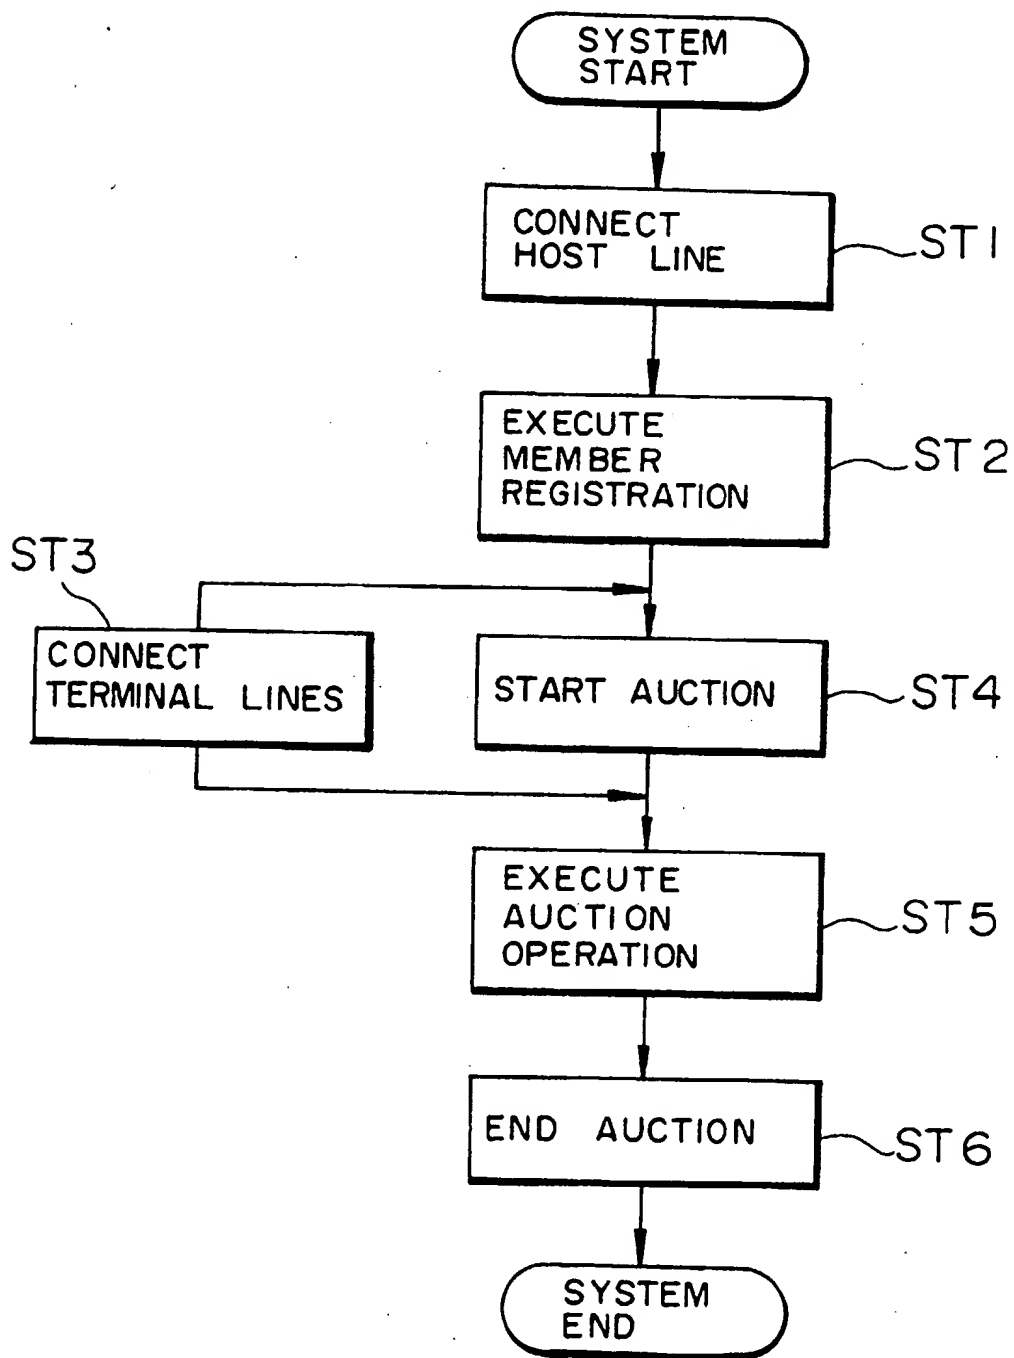 SYSTEM
START
CONNECT
HOST LINE
ST1
EXECUTE
MEMBER
REGISTRATION
ST2
ST3
CONNECT
TERMINAL LINES
START AUCTION
ST4
EXECUTE
AUCTION
OPERATION
ST5
END AUCTION
ST6
SYSTEM
END